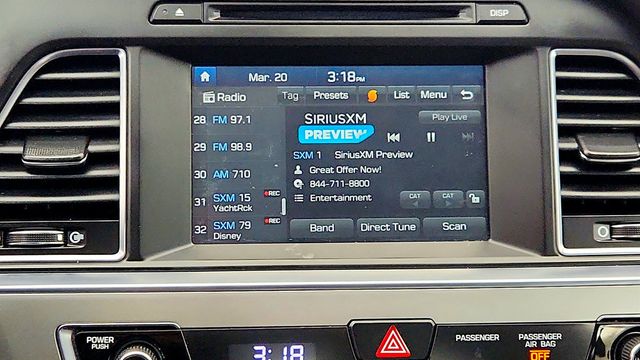 DISP
Mar. 20
3:18PM
Radio
Tag
Presets
List
Menu
28 FM 97.1
29 FM 98.9
30 AM 710
31 SXM 15
YachtRck
REC
32 SXM 79
Disney
REC
SIRIUSXM
PREVIEW
Play Live
SXM 1 SiriusXM Preview
Great Offer Now!
844-711-8800
Entertainment
CAT
CAT
Band
Direct Tune
Scan
POWER
PUSH
3:18
PASSENGER
PASSENGER
AIR BAG
OFF